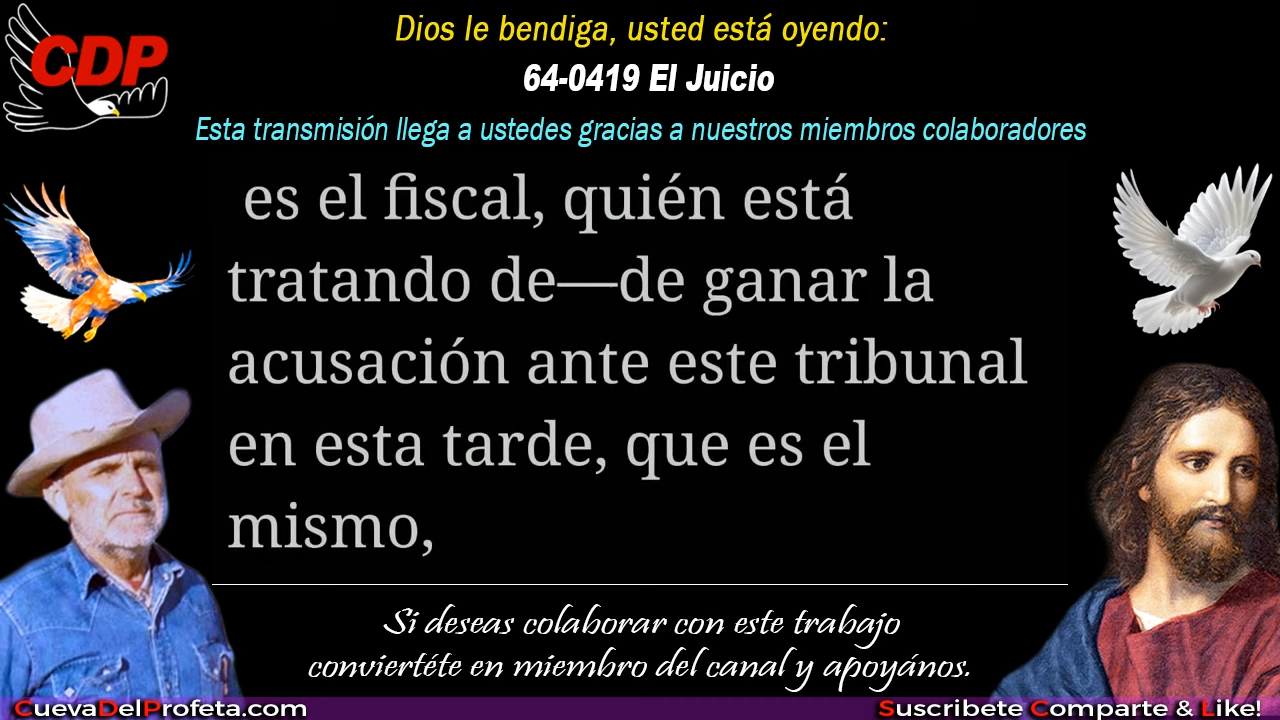 CDP
Dios le bendiga, usted está oyendo:
64-0419 El Juicio
Esta transmisión llega a ustedes gracias a nuestros miembros colaboradores
es el fiscal, quién está
tratando de—de ganar la
acusación ante este tribunal
en esta tarde, que es el
mismo,
Si deseas colaborar con este trabajo
conviertéte en miembro del canal y apoyános.
CuevaDelProfeta.com
Suscribete Comparte & Like!